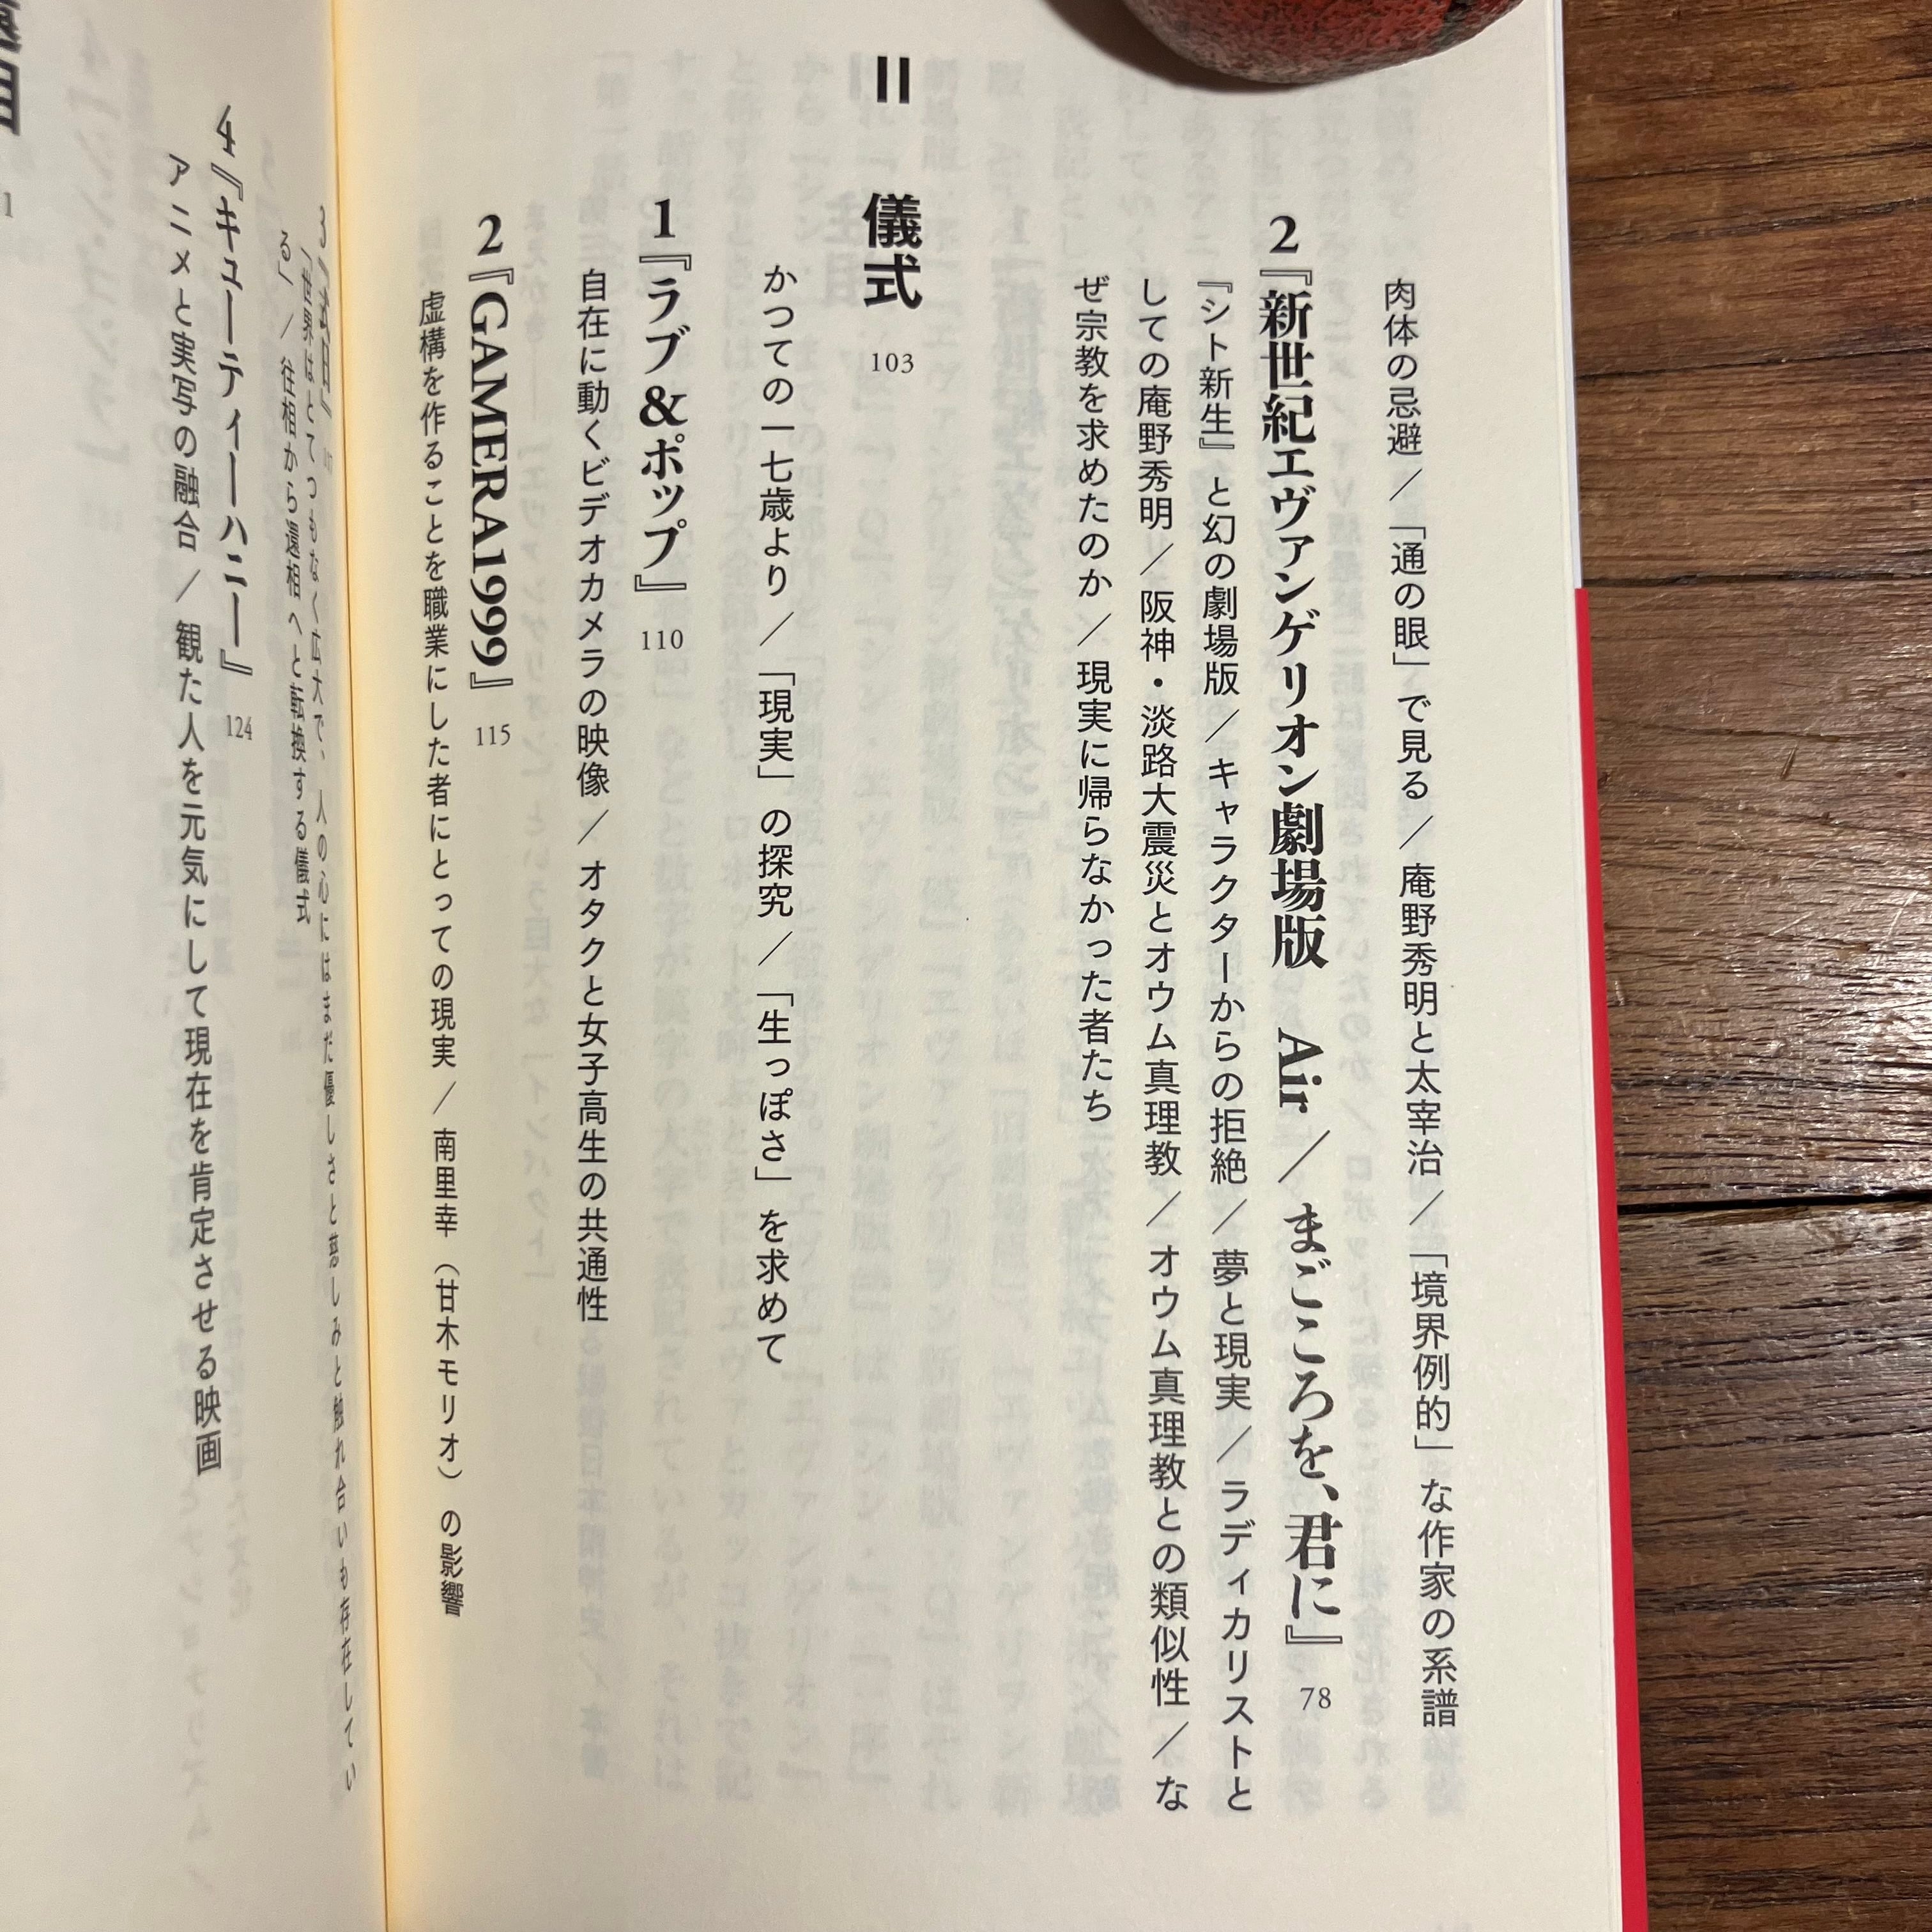 肉体の忌避／「通の眼」で見る／庵野秀明と太宰治／「境界例的」な作家の系譜
2『新世紀エヴァンゲリオン劇場版　Air／まごころを、君に』 78
『シト新生』と幻の劇場版／キャラクターからの拒絶／夢と現実／ラディカリストと
しての庵野秀明／阪神・淡路大震災とオウム真理教／オウム真理教との類似性／な
ぜ宗教を求めたのか／現実に帰らなかった者たち
II 儀式 103
かつての一七歳より／「現実」の探究／「生っぽさ」を求めて
1『ラブ&ポップ』 110
自在に動くビデオカメラの映像／オタクと女子高生の共通性
2『GAMERA1999』 115
虚構を作ることを職業にした者にとっての現実／南里幸（甘木モリオ）の影響
3『式日』
「世界はとてつもなく広大で、人の心にはまだ優しさと慈しみと触れ合いも存在してい
る」／往相から還相へと転換する儀式
4『キューティーハニー』 124
アニメと実写の融合／観た人を元気にして現在を肯定させる映画